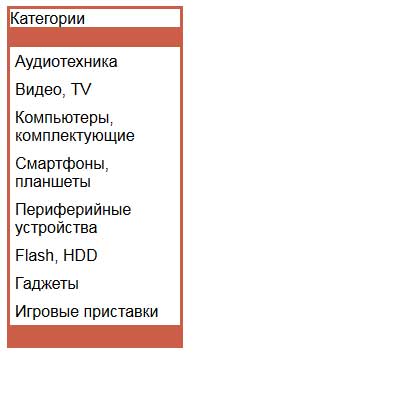 Категории
Аудиотехника
Видео, TV
Компьютеры,
комплектующие
Смартфоны,
планшеты
Периферийные
устройства
Flash, HDD
Гаджеты
Игровые приставки